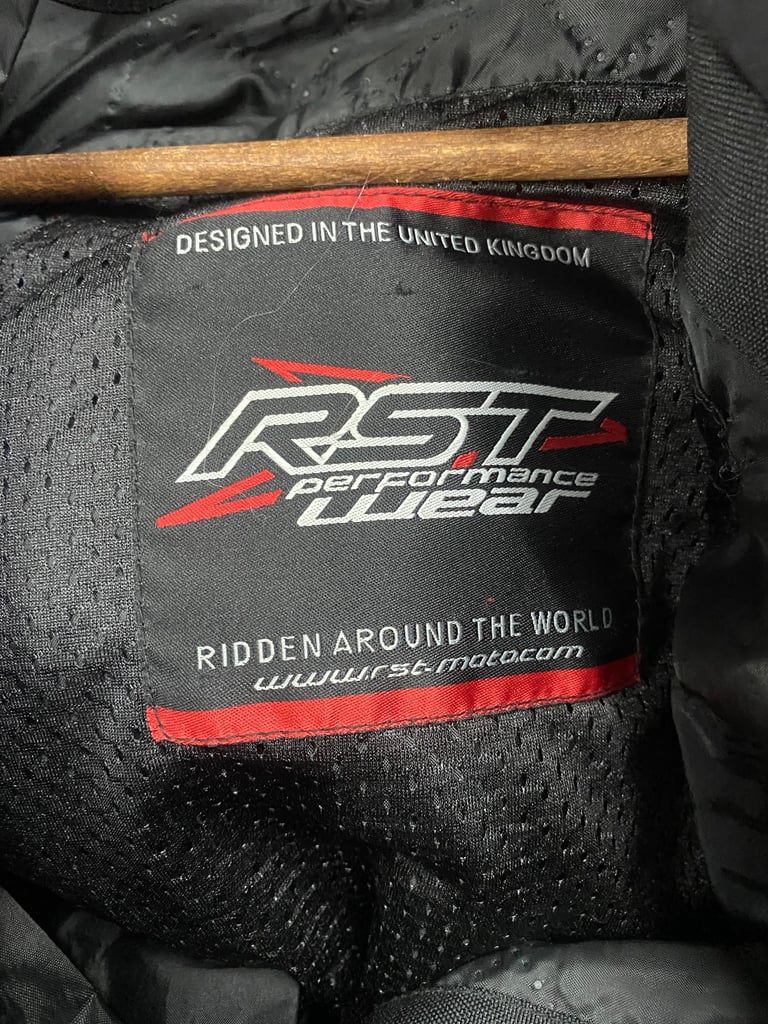 DESIGNED IN THE UNITED KINGDOM
RST
performance
wear
RIDDEN AROUND THE WORLD
www.rst-moto.com